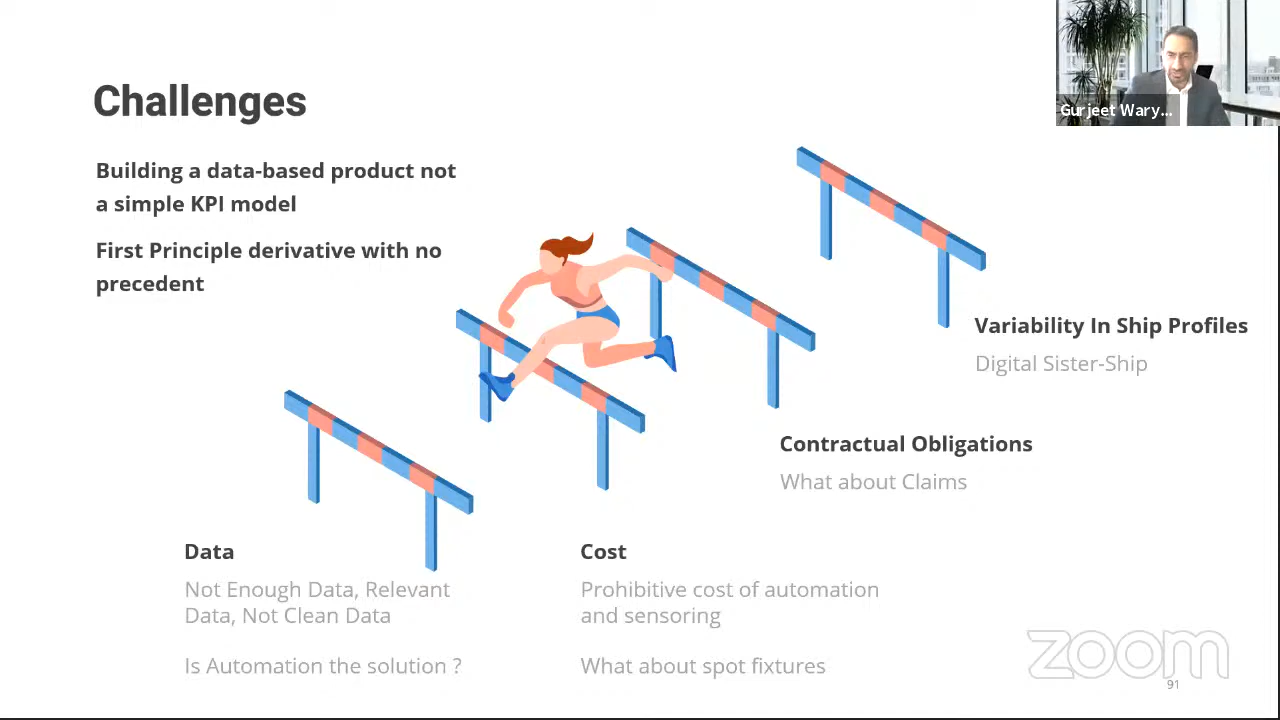 Challenges
Gurjeet Wary...
Building a data-based product not
a simple KPI model
First Principle derivative with no
precedent
Variability In Ship Profiles
Digital Sister-Ship
Contractual Obligations
What about Claims
Data
Not Enough Data, Relevant
Data, Not Clean Data
Is Automation the solution ?
Cost
Prohibitive cost of automation
and sensoring
What about spot fixtures
zoom
91